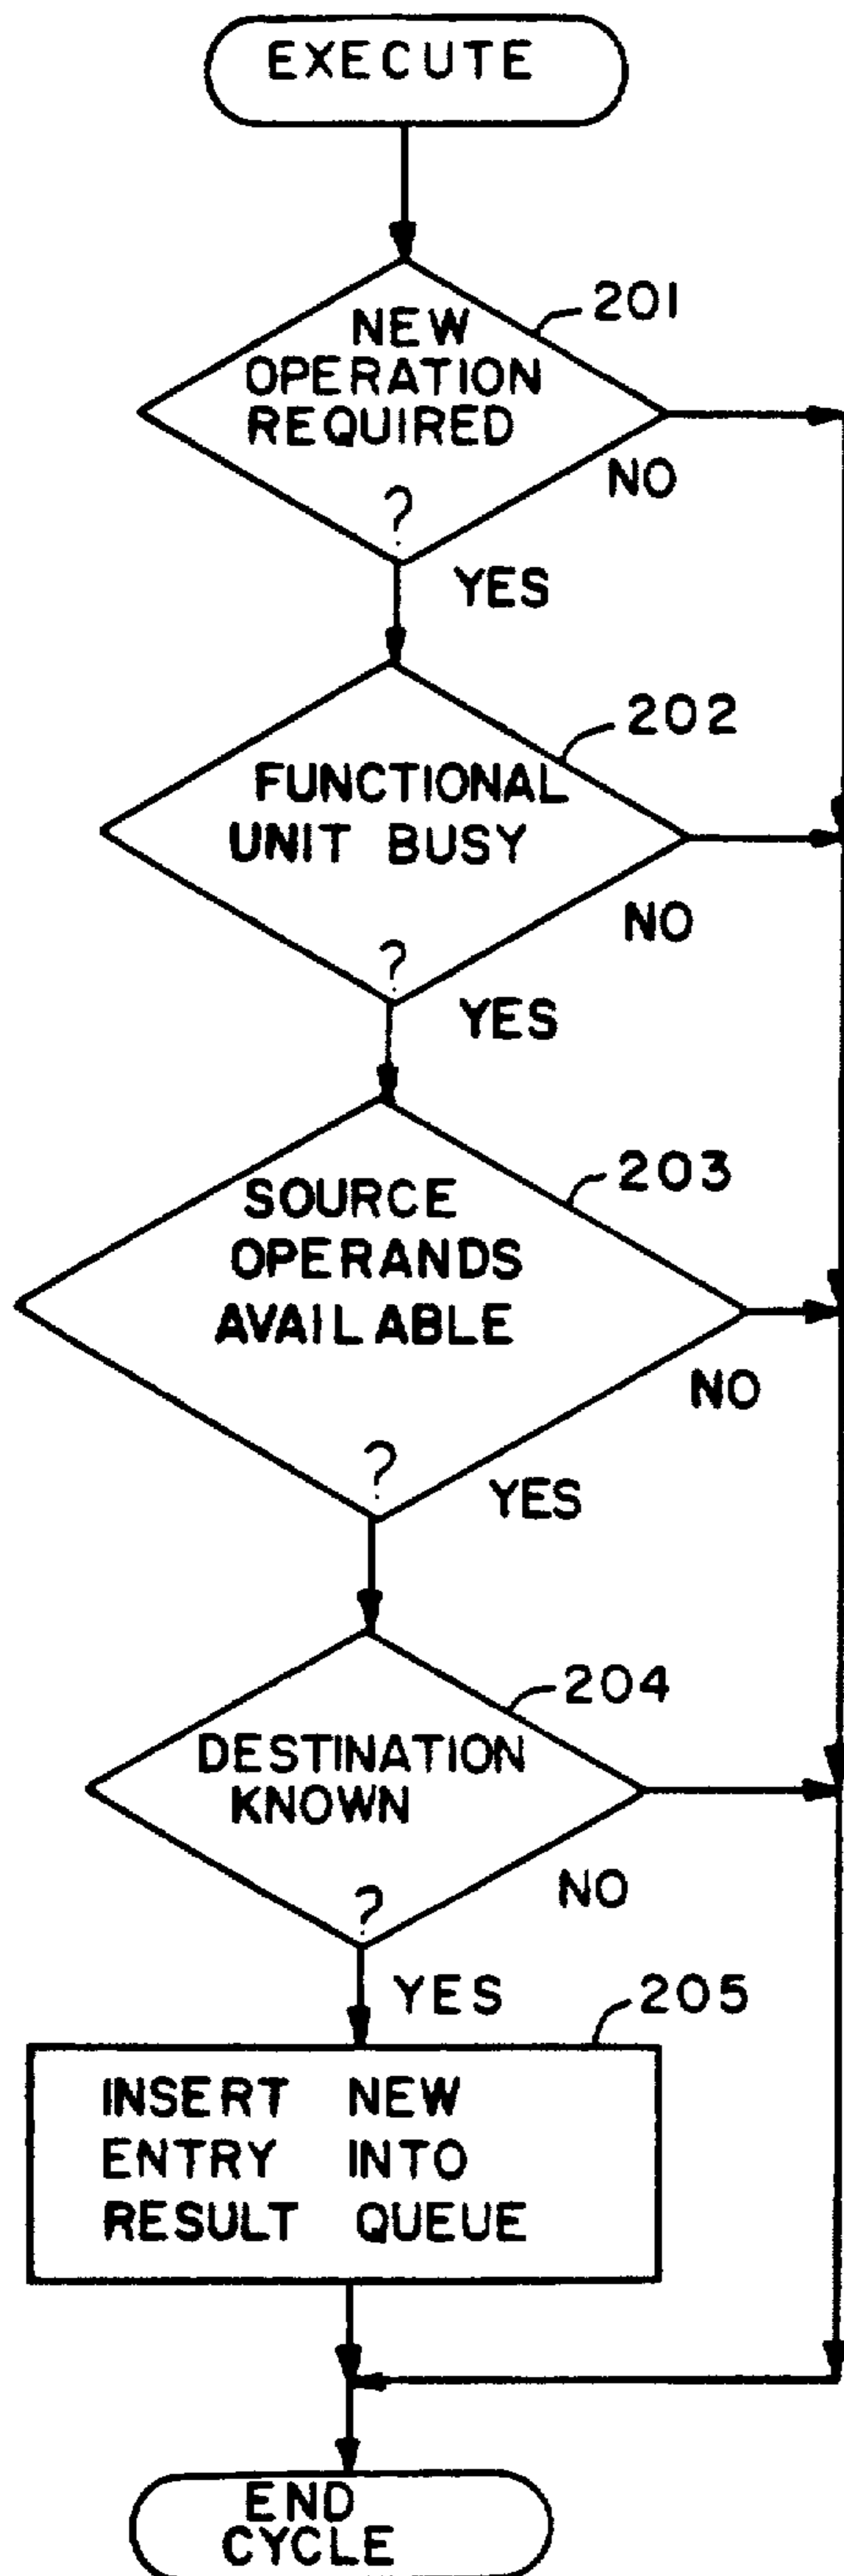 EXECUTE
201
NEW
OPERATION
REQUIRED
?
NO
YES
202
FUNCTIONAL
UNIT BUSY
?
NO
YES
203
SOURCE
OPERANDS
AVAILABLE
?
NO
YES
204
DESTINATION
KNOWN
?
NO
YES
205
INSERT NEW
ENTRY INTO
RESULT QUEUE
END
CYCLE